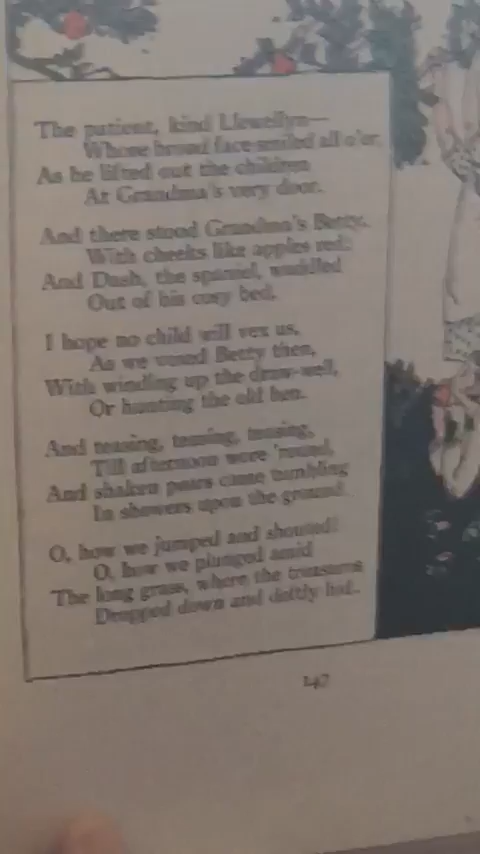 The patient, kind Llewellyn—
Whose broad face smiled all o'er,
As he lifted out the children
At Grandma's very door.
And there stood Grandma's Betty,
With cheeks like apples red;
And Dash, the spaniel, waddled
Out of his cosy bed.
I hope no child will vex us,
As we vexed Betty then,
With winding up the draw-well,
Or hunting the old hen.
And teasing, teasing, teasing,
Till afternoon wore 'round,
And shaken pears came tumbling
In showers upon the ground.
O, how we jumped and shouted!
O, how we plunged amid
The long grass, where the treasures
Dropped down and deftly hid.
147